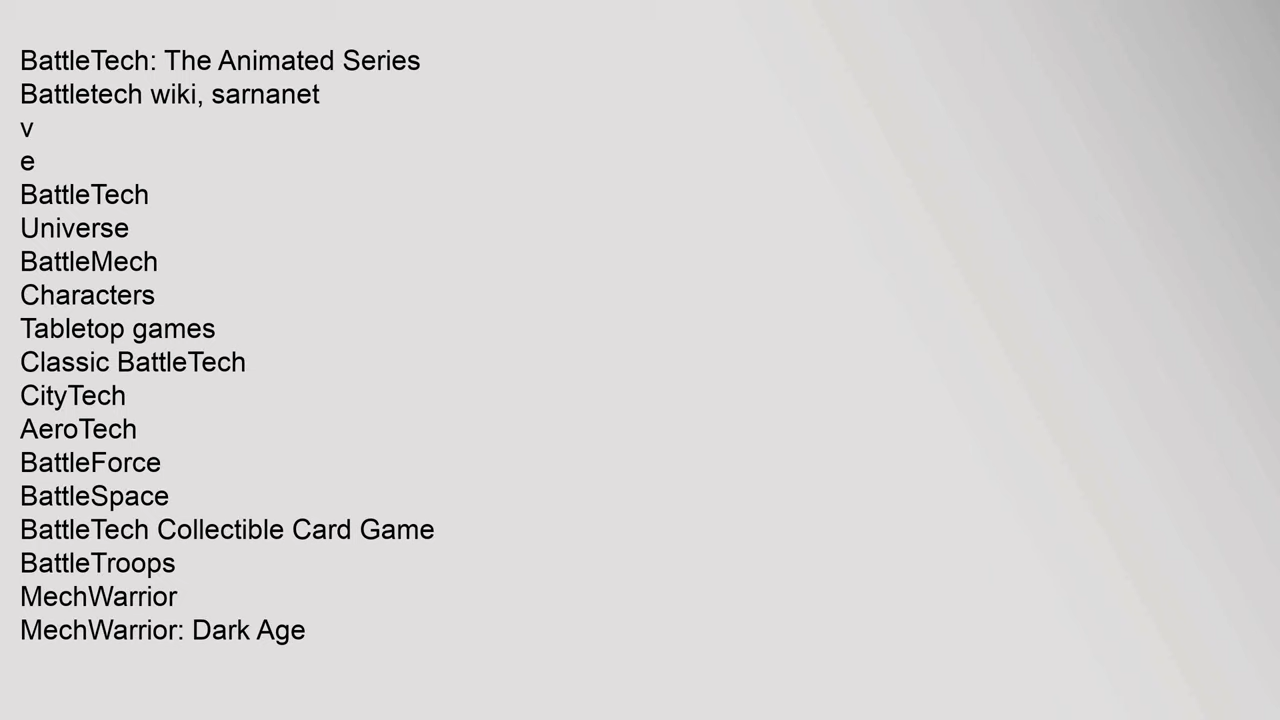 BattleTech: The Animated Series
Battletech wiki, sarnanet
v
e
BattleTech
Universe
BattleMech
Characters
Tabletop games
Classic BattleTech
CityTech
AeroTech
BattleForce
BattleSpace
BattleTech Collectible Card Game
BattleTroops
MechWarrior
MechWarrior: Dark Age